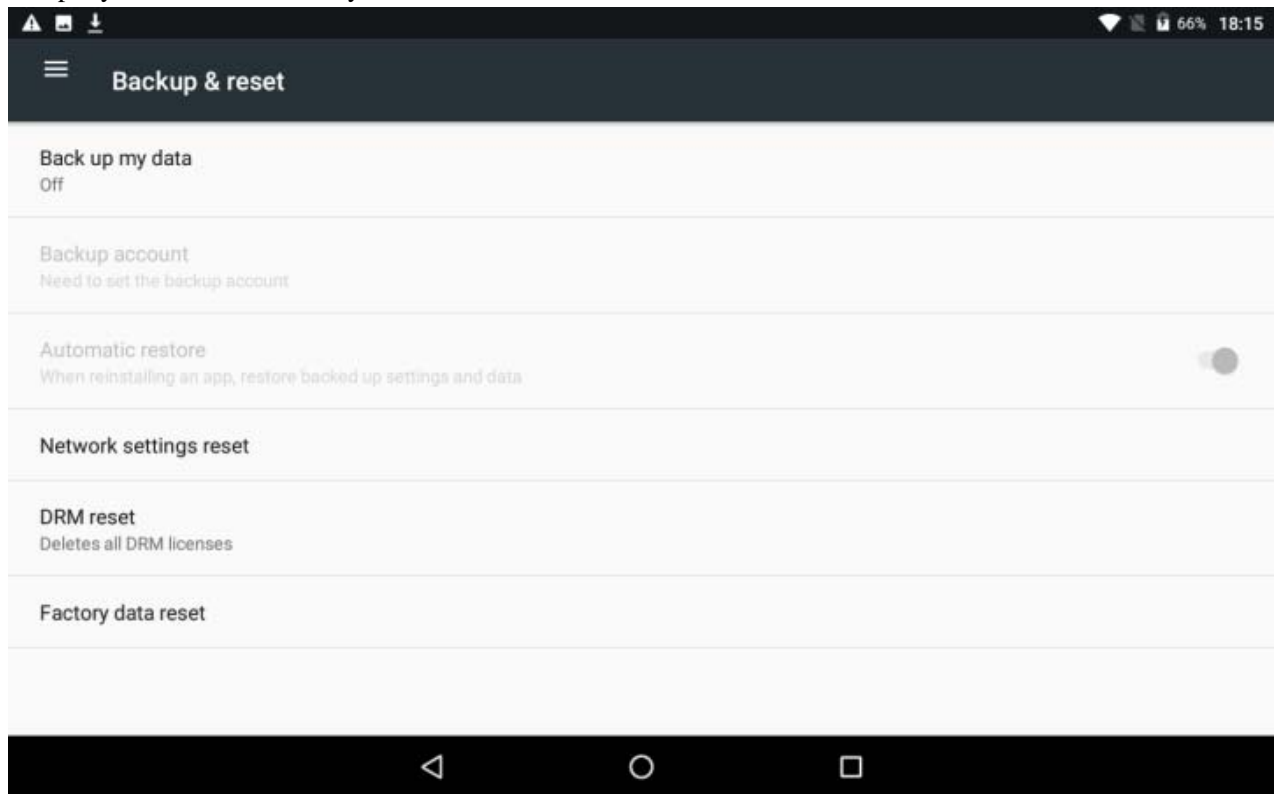 66% 18:15
Backup & reset
Back up my data
Off
Backup account
Need to set the backup account
Automatic restore
When reinstalling an app, restore backed up settings and data
Network settings reset
DRM reset
Deletes all DRM licenses
Factory data reset